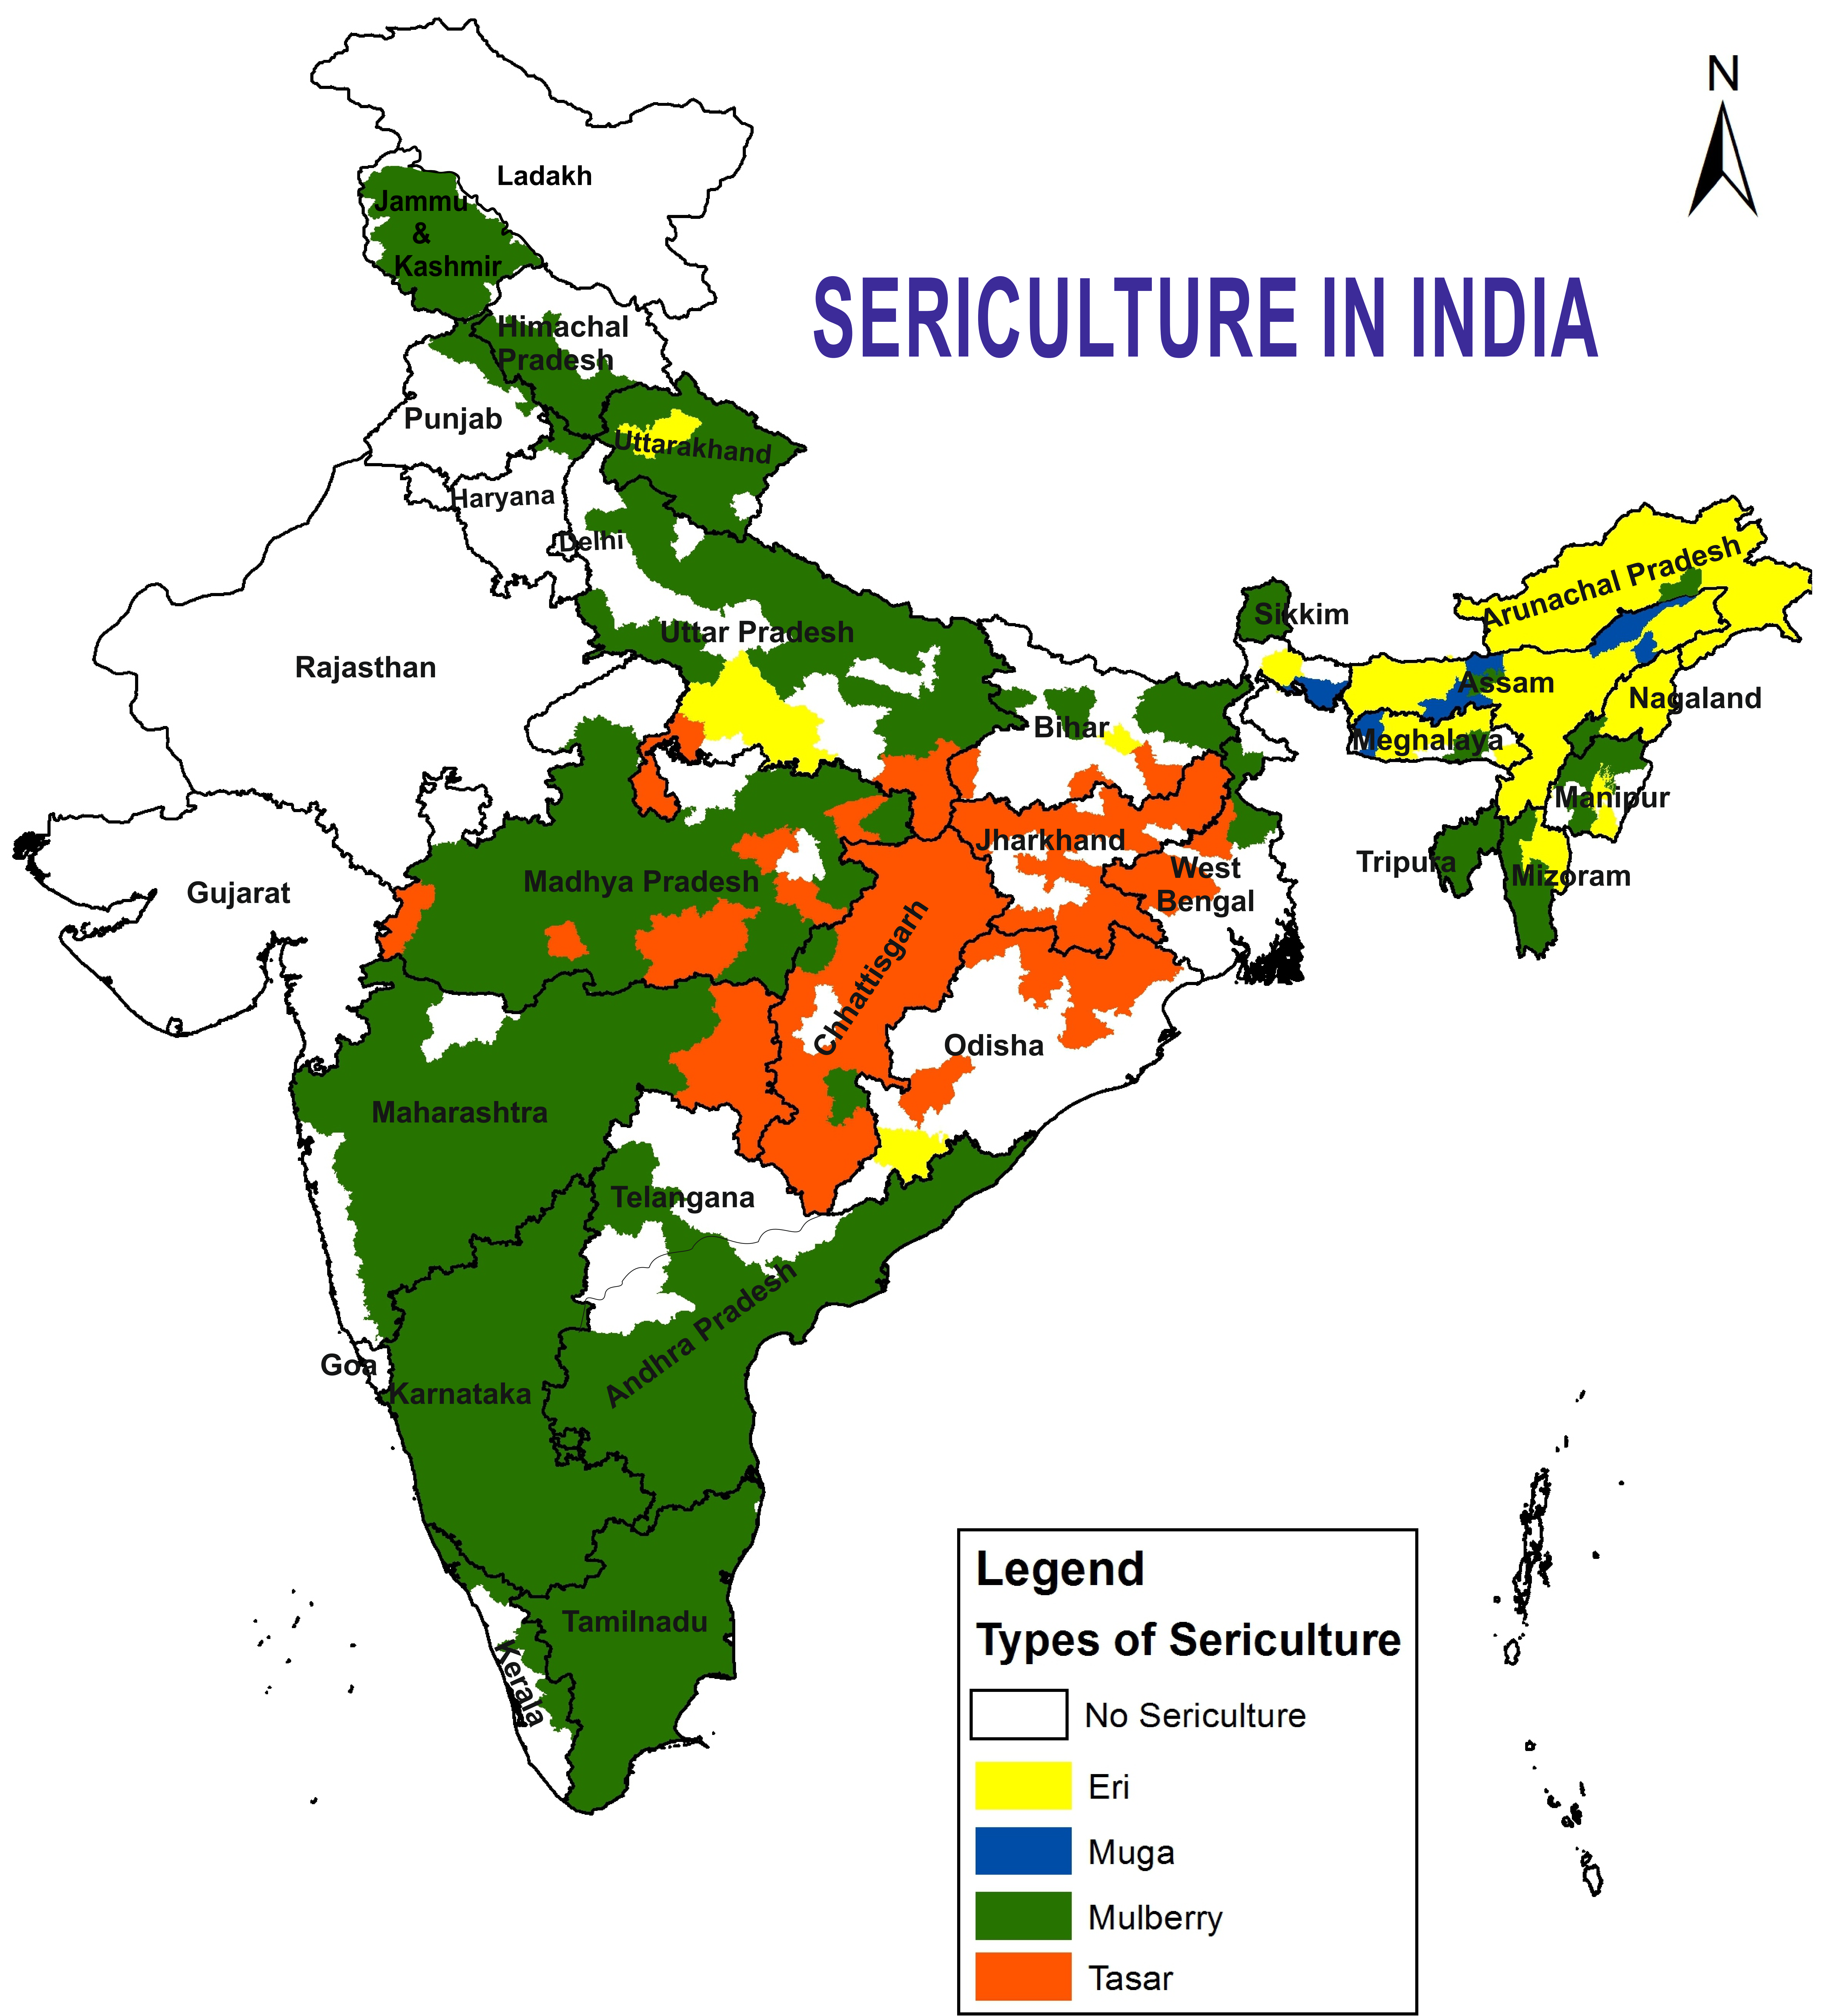 N
Ladakh
Jammu
&
Kashmir
SERICULTURE IN INDIA
Himachal
Pradesh
Punjab
Uttarakhand
Haryana
Delhi
Arunachal Pradesh
Sikkim
Uttar Pradesh
Rajasthan
Assam
Nagaland
Bihar
Meghalaya
Manipur
Jharkhand
Tripura
West
Bengal
Mizoram
Madhya Pradesh
Gujarat
Chhattisgarh
Odisha
Maharashtra
Telangana
Andhra Pradesh
Goa
Karnataka
Tamilnadu
Kerala
Legend
Types of Sericulture
No Sericulture
Eri
Muga
Mulberry
Tasar